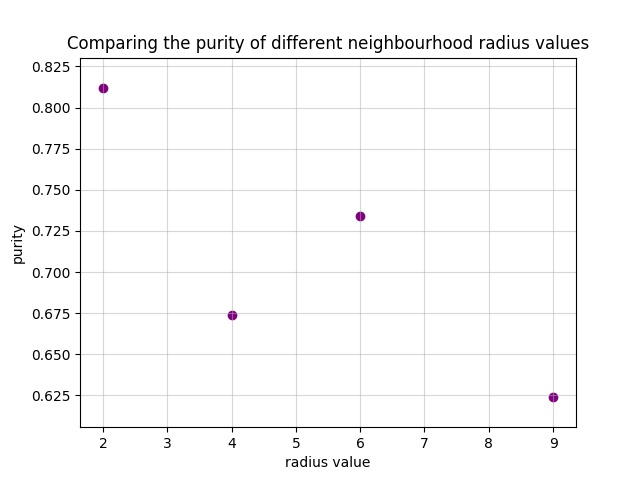 Comparing the purity of different neighbourhood radius values
0.825
0.800
0.775
0.750
0.725
0.700
0.675
0.650
0.625
purity
2 3 4 5 6 7 8 9
radius value